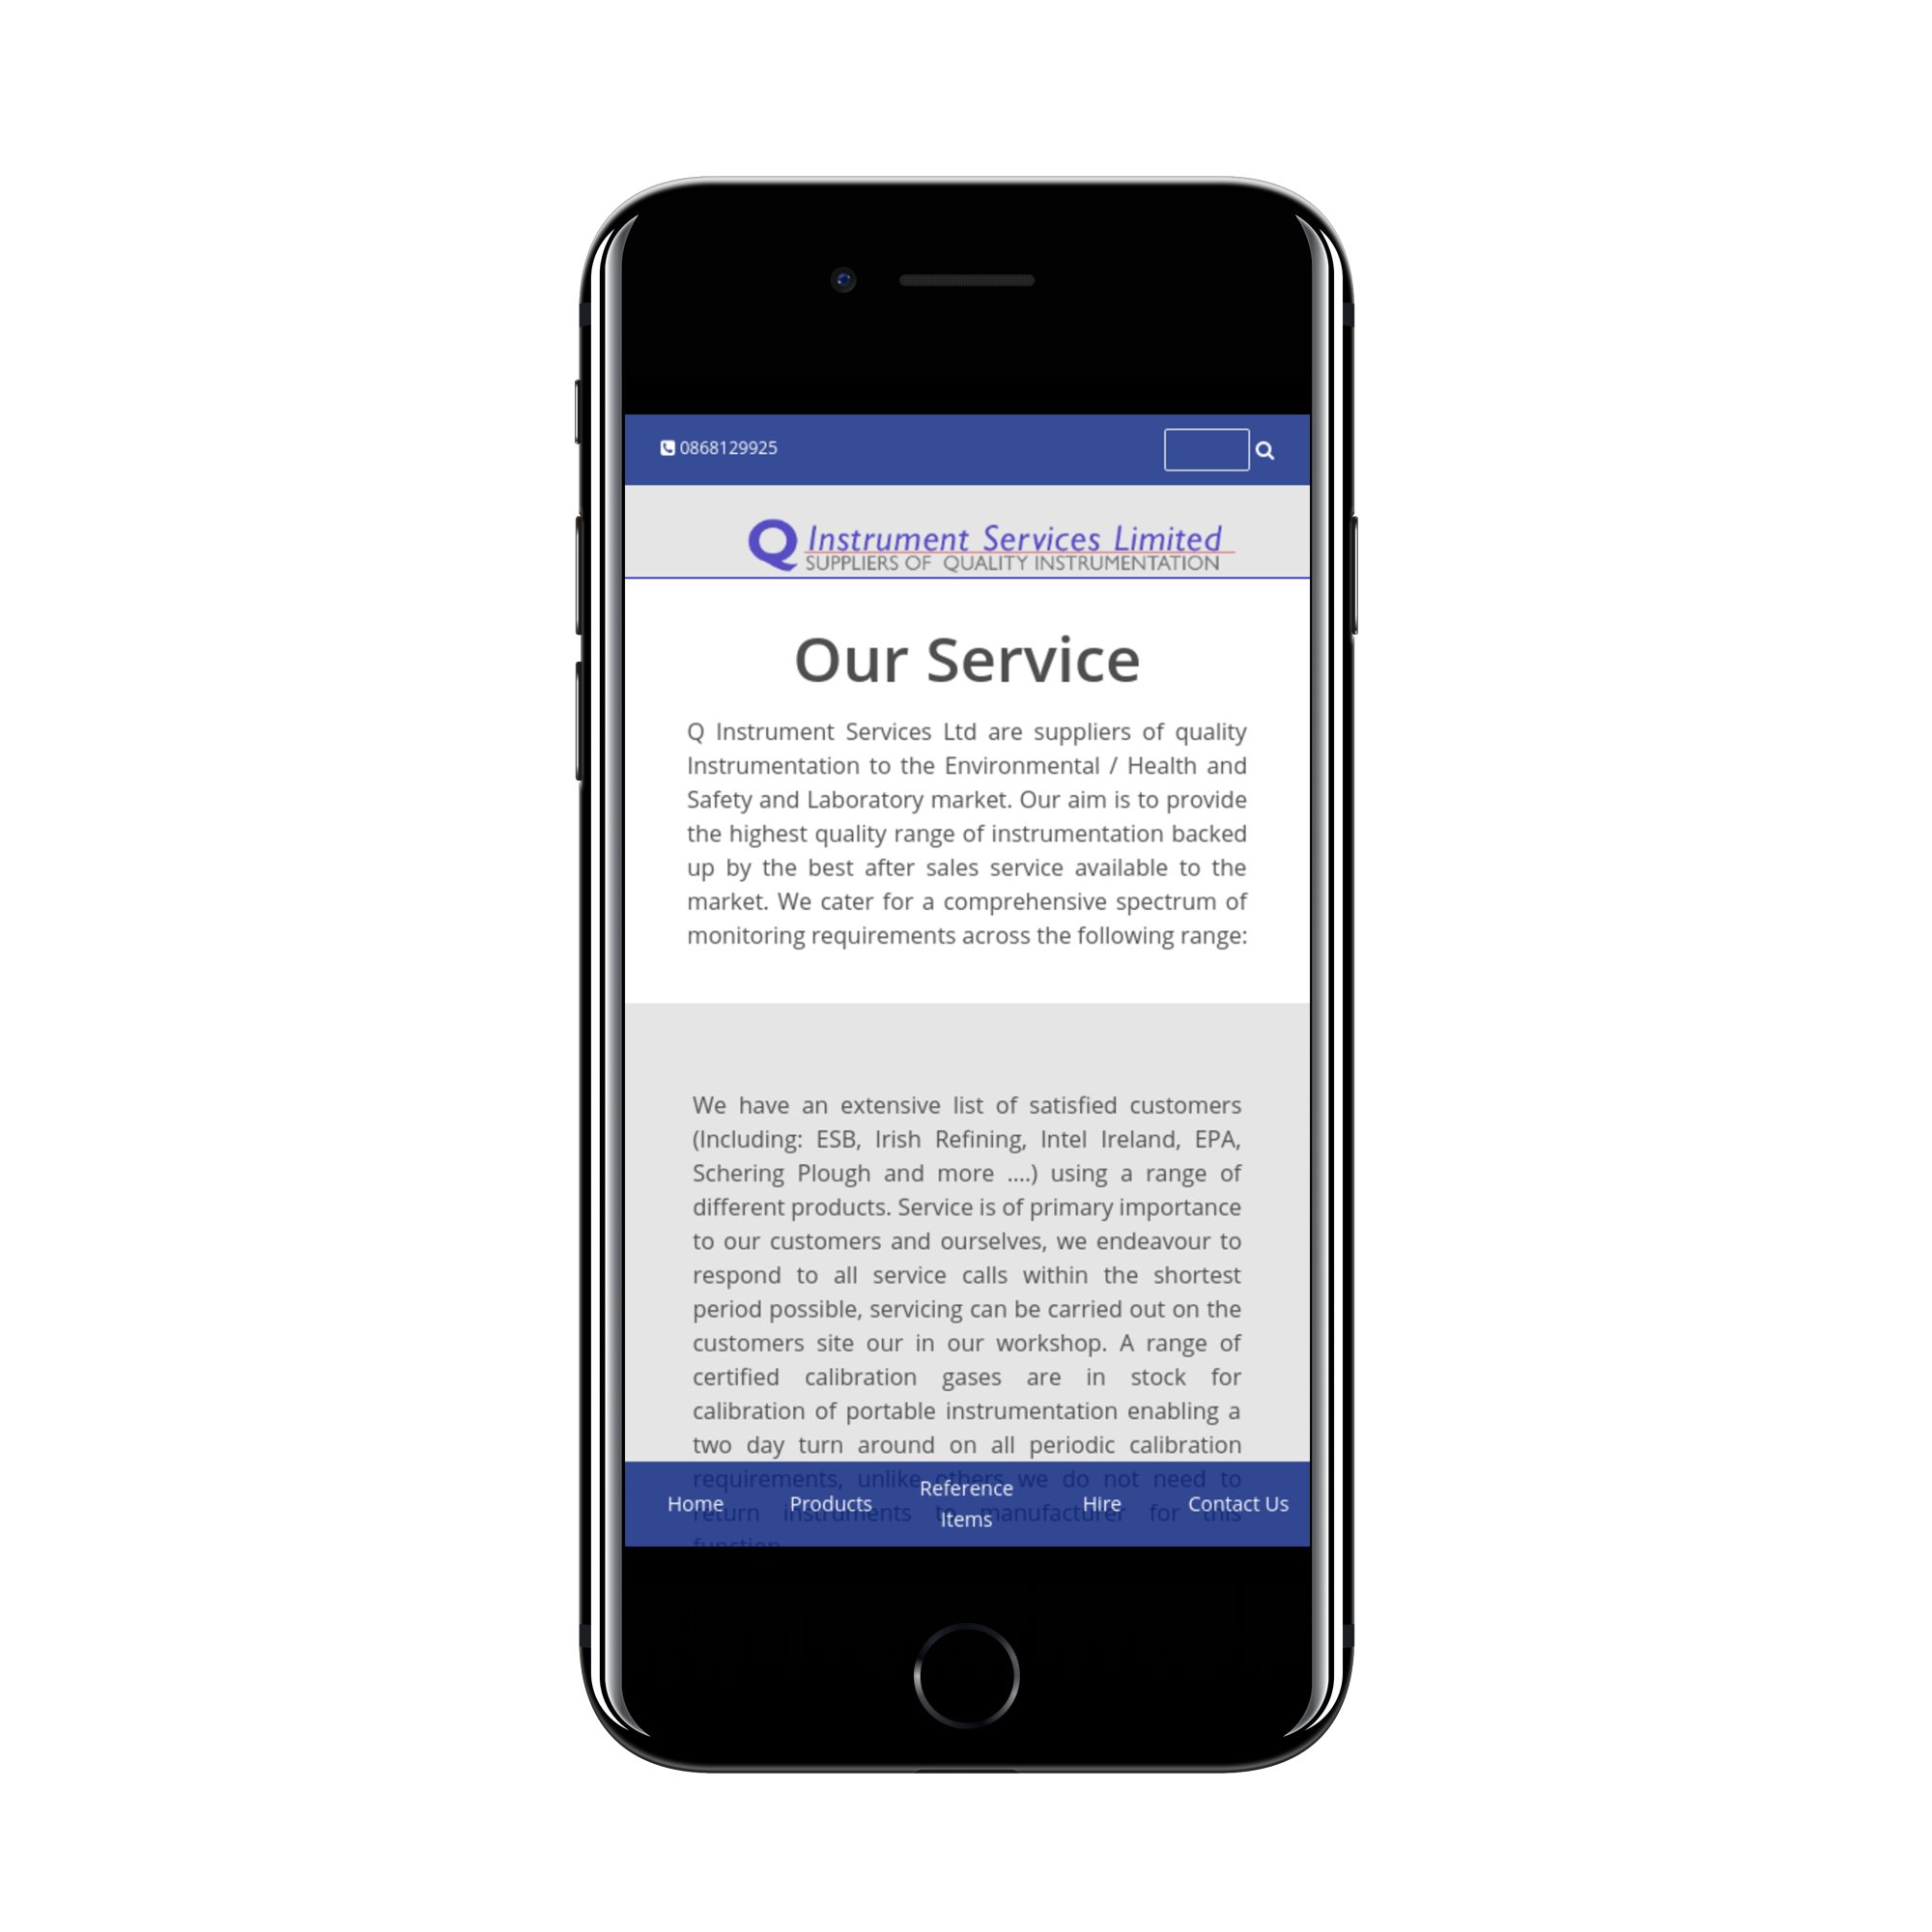 0868129925
Q Instrument Services Limited
SUPPLIERS OF QUALITY INSTRUMENTATION
Our Service
Q Instrument Services Ltd are suppliers of quality
Instrumentation to the Environmental / Health and
Safety and Laboratory market. Our aim is to provide
the highest quality range of instrumentation backed
up by the best after sales service available to the
market. We cater for a comprehensive spectrum of
monitoring requirements across the following range:
We have an extensive list of satisfied customers
(Including: ESB, Irish Refining, Intel Ireland, EPA,
Schering Plough and more ....) using a range of
different products. Service is of primary importance
to our customers and ourselves, we endeavour to
respond to all service calls within the shortest
period possible, servicing can be carried out on the
customers site our in our workshop. A range of
certified calibration gases are in stock for
calibration of portable instrumentation enabling a
two day turn around on all periodic calibration
requirements, unlike others we do not need to
return instruments to manufacturer for this
function.
Home Products Reference Items Hire Contact Us